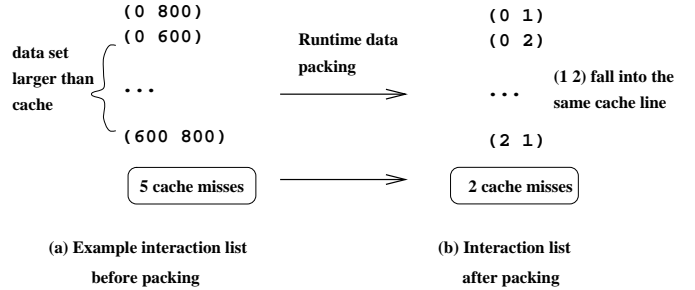 (0 800)
(0 600)
data set
larger than
cache
...
(600 800)
5 cache misses
(a) Example interaction list
before packing
Runtime data
packing
(0 1)
(0 2)
...
(1 2) fall into the
same cache line
(2 1)
2 cache misses
(b) Interaction list
after packing